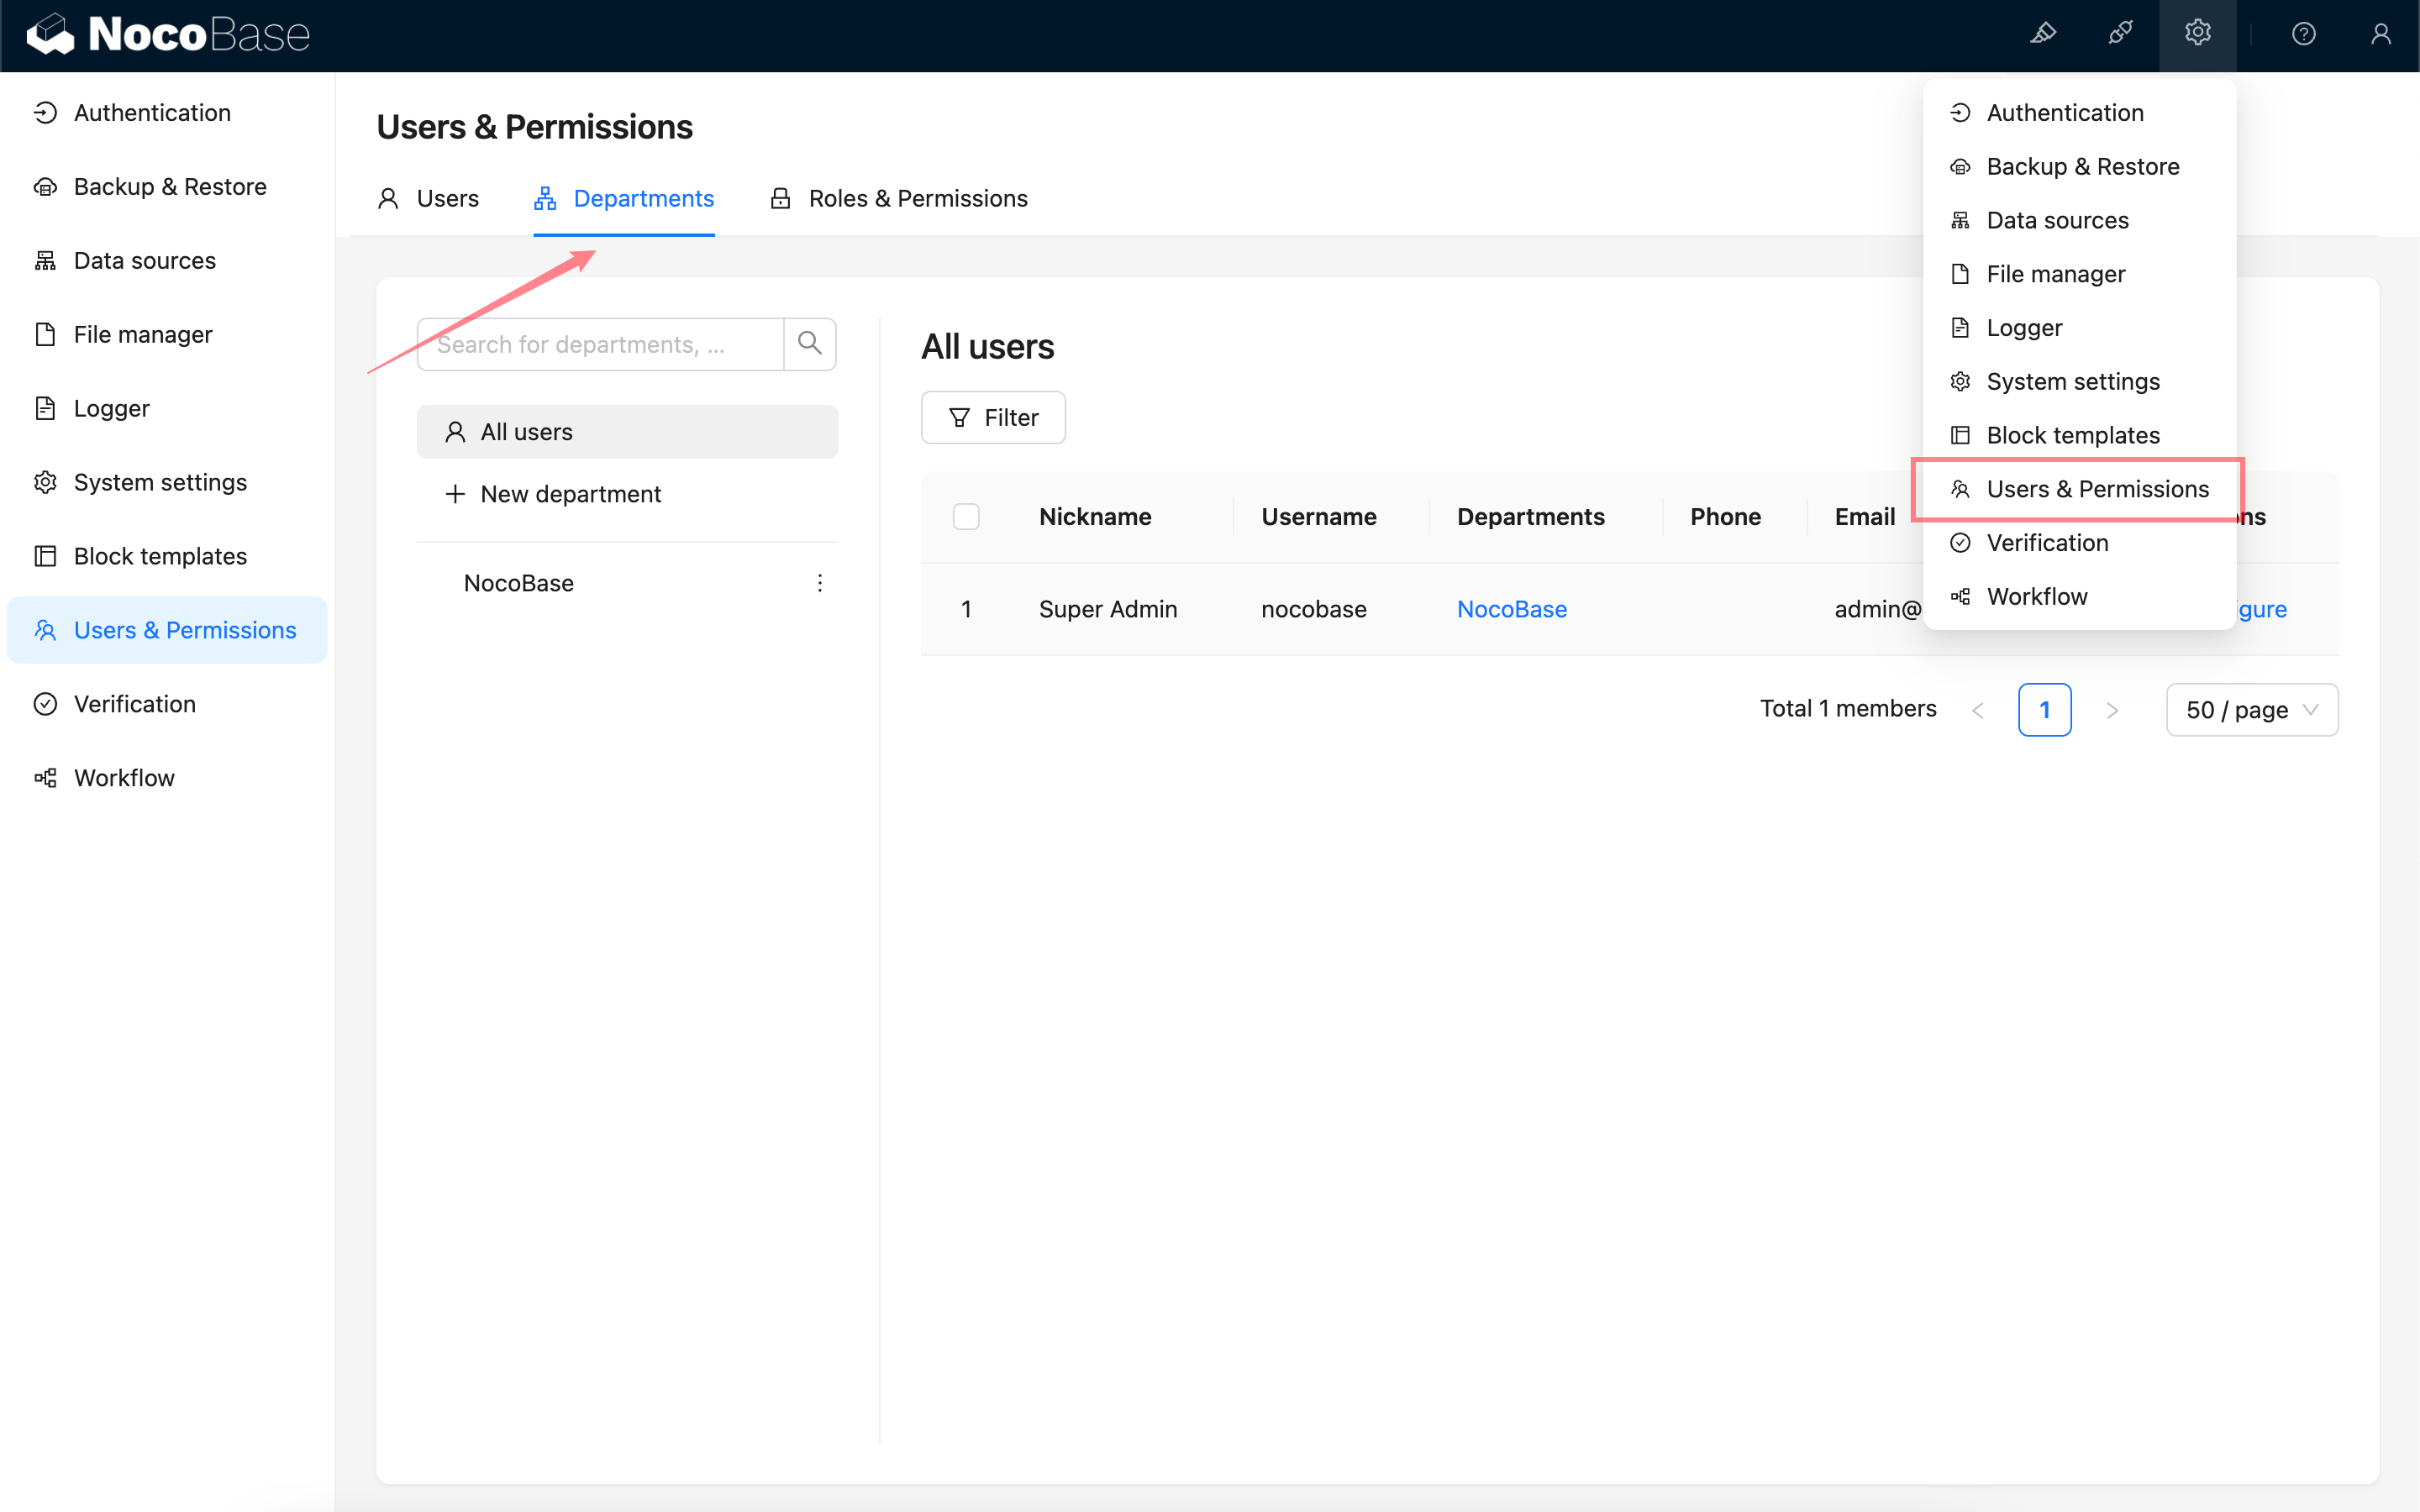 NocoBase
Authentication
Backup & Restore
Data sources
File manager
Logger
System settings
Block templates
Users & Permissions
Verification
Workflow
Users & Permissions
Users
Departments
Roles & Permissions
Search for departments, ...
All users
New department
NocoBase
All users
Filter
Nickname
Username
Departments
Phone
Email
ns
1
Super Admin
nocobase
NocoBase
admin@
gure
Total 1 members
1
50 / page
Authentication
Backup & Restore
Data sources
File manager
Logger
System settings
Block templates
Users & Permissions
Verification
Workflow